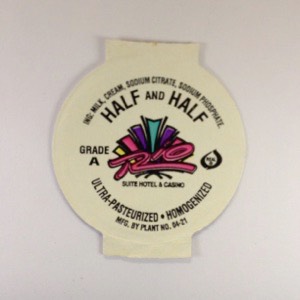 ING: MILK, CREAM, SODIUM CITRATE, SODIUM PHOSPHATE.
HALF AND HALF
GRADE
A
RIO
SUITE HOTEL & CASINO
ULTRA-PASTEURIZED • HOMOGENIZED
MFG. BY PLANT NO. 04-21